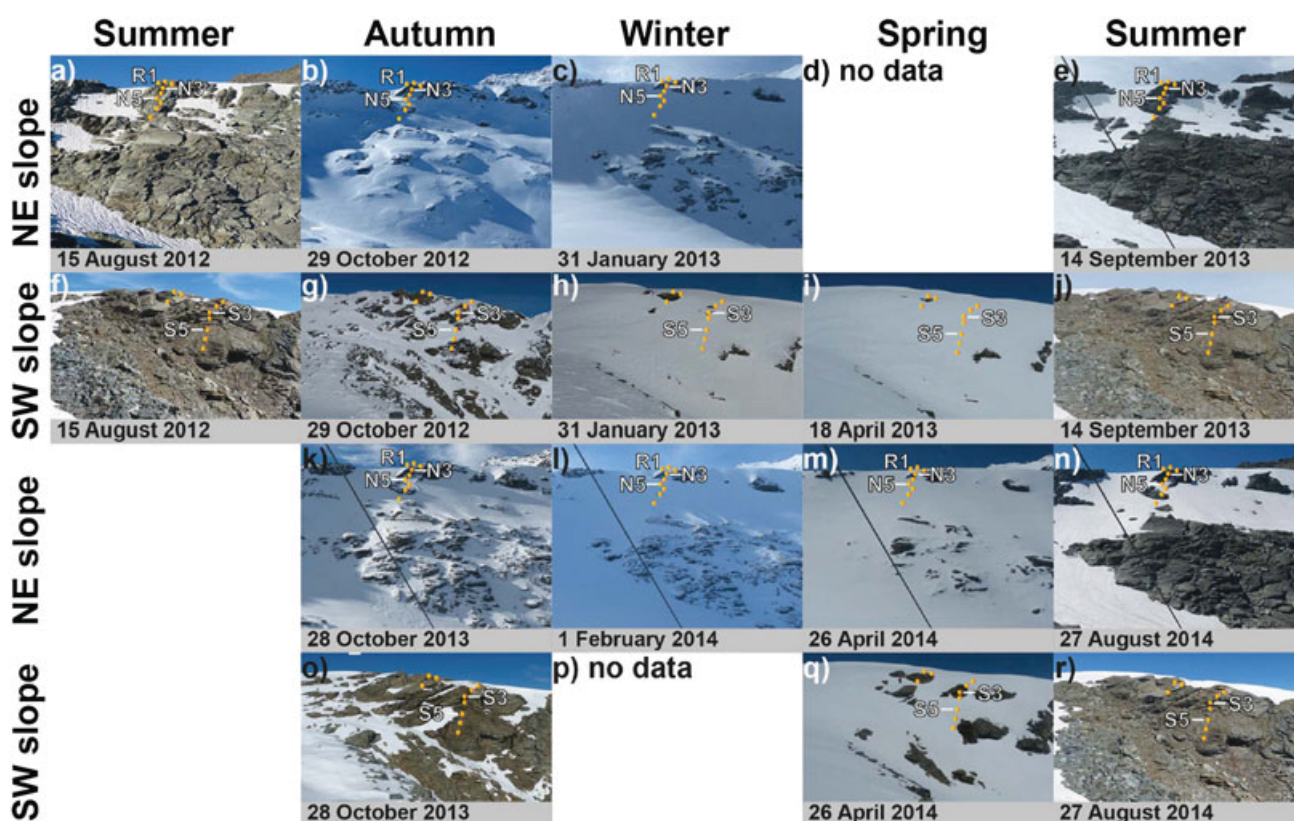 Summer Autumn Winter Spring Summer
NE slope
a) R1 N5 N3
b) R1 N5 N3
c) R1 N5 N3
d) no data
e) R1 N5 N3
15 August 2012
29 October 2012
31 January 2013
14 September 2013
SW slope
f) S3 S5
g) S3 S5
h) S3 S5
i) S3 S5
j) S3 S5
15 August 2012
29 October 2012
31 January 2013
18 April 2013
14 September 2013
NE slope
k) R1 N5 N3
l) R1 N5 N3
m) R1 N5 N3
n) R1 N5 N3
28 October 2013
1 February 2014
26 April 2014
27 August 2014
SW slope
o) S3 S5
p) no data
q) S3 S5
r) S3 S5
28 October 2013
26 April 2014
27 August 2014